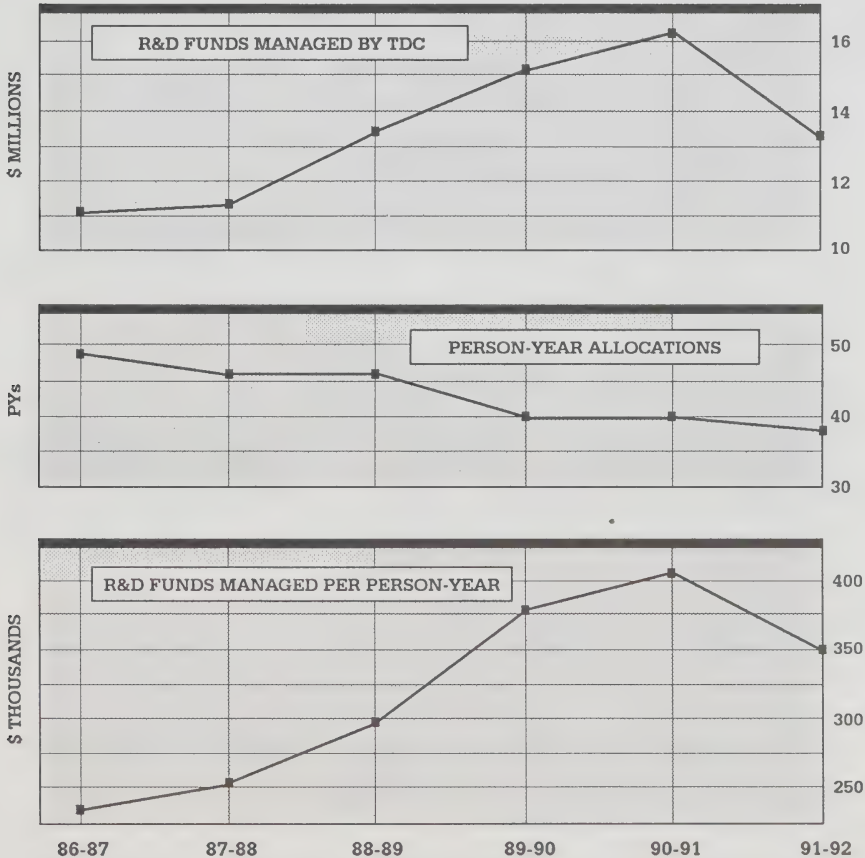 R&D FUNDS MANAGED BY TDC
$ MILLIONS
16
14
12
10
PERSON-YEAR ALLOCATIONS
PYs
50
40
30
R&D FUNDS MANAGED PER PERSON-YEAR
$ THOUSANDS
400
350
300
250
86-87 87-88 88-89 89-90 90-91 91-92